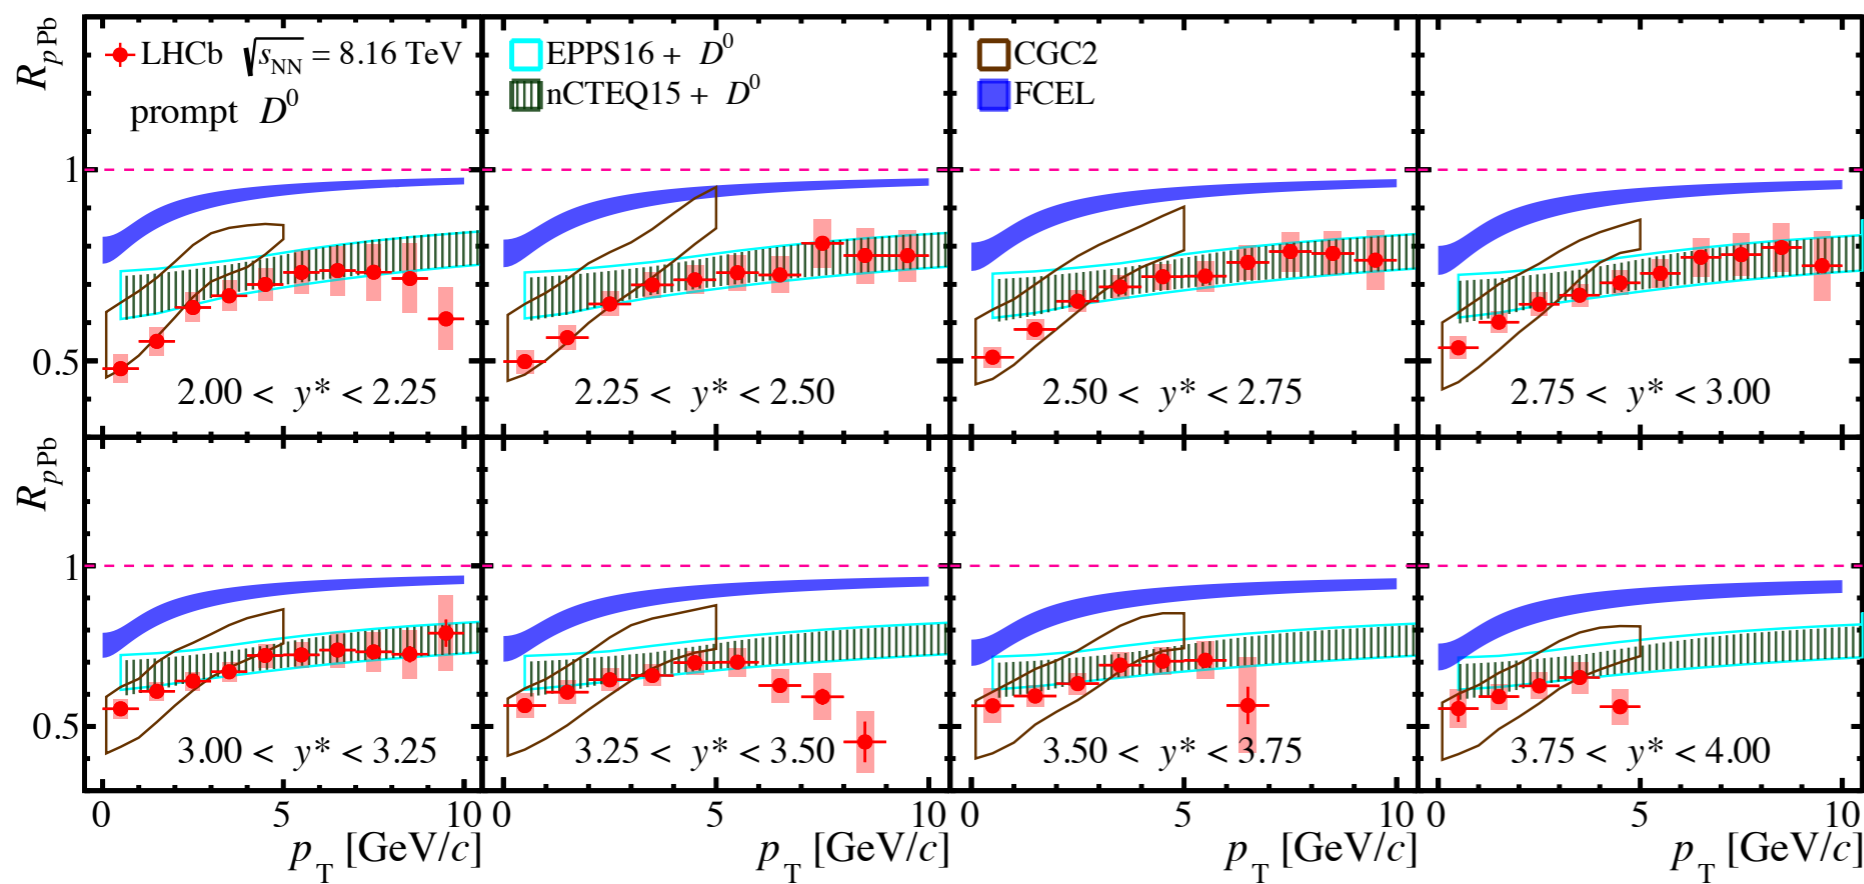 R_pPb
LHCb √s_NN = 8.16 TeV
prompt D⁰
EPPS16 + D⁰
nCTEQ15 + D⁰
CGC2
FCEL
1
0.5
2.00 < y* < 2.25
2.25 < y* < 2.50
2.50 < y* < 2.75
2.75 < y* < 3.00
R_pPb
1
0.5
3.00 < y* < 3.25
3.25 < y* < 3.50
3.50 < y* < 3.75
3.75 < y* < 4.00
0 5 10 0 5 10 0 5 10 0 5 10
p_T [GeV/c] p_T [GeV/c] p_T [GeV/c] p_T [GeV/c]